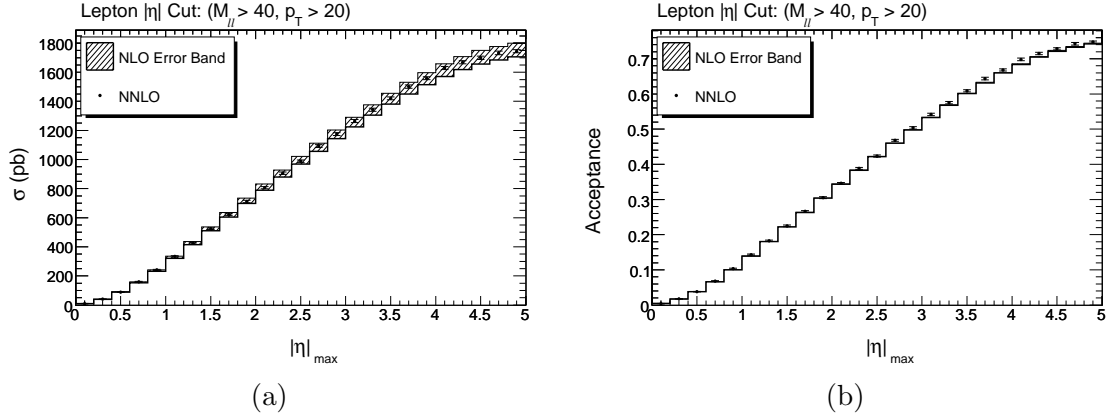 Lepton |η| Cut: (M_ll > 40, p_T > 20)
σ (pb)
1800
1600
1400
1200
1000
800
600
400
200
0
NLO Error Band
NNLO
0 0.5 1 1.5 2 2.5 3 3.5 4 4.5 5
|η|_max
(a)
Lepton |η| Cut: (M_ll > 40, p_T > 20)
Acceptance
0.7
0.6
0.5
0.4
0.3
0.2
0.1
0
NLO Error Band
NNLO
0 0.5 1 1.5 2 2.5 3 3.5 4 4.5 5
|η|_max
(b)